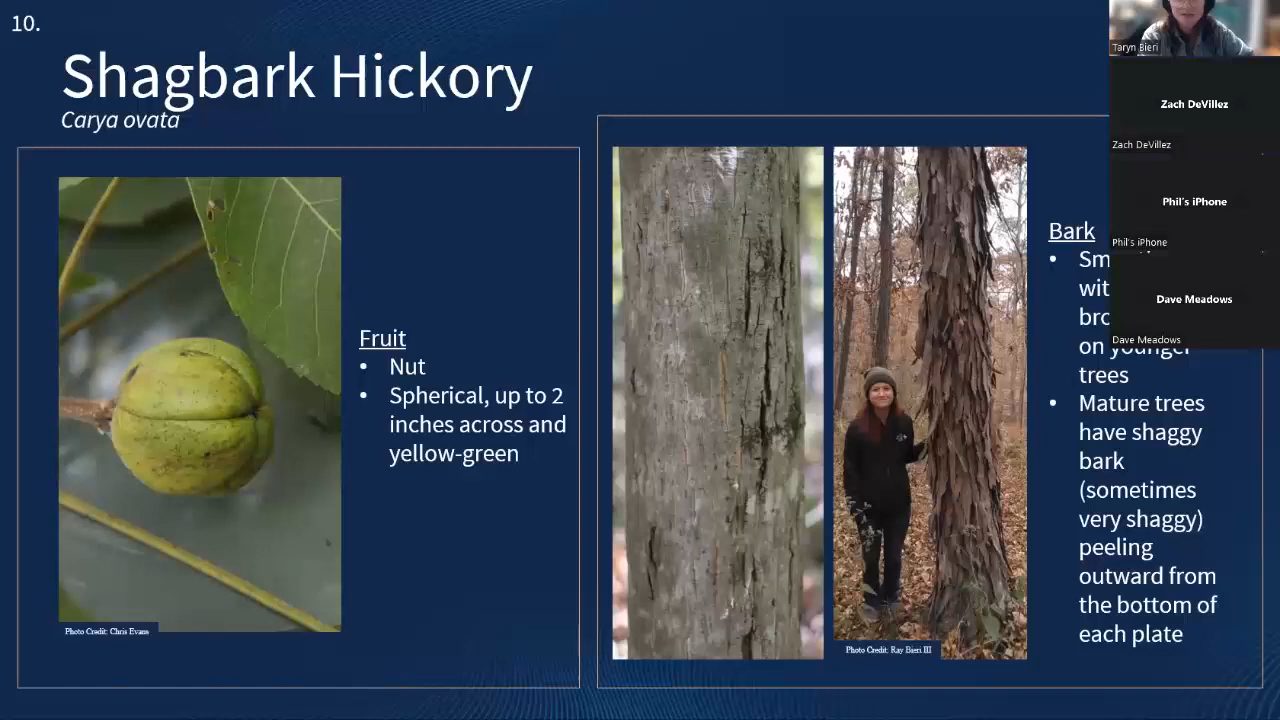 10.
Shagbark Hickory
Carya ovata
Fruit
• Nut
• Spherical, up to 2
inches across and
yellow-green
Photo Credit: Chris Evans
Photo Credit: Ray Bieri III
Bark
•
on younger
trees
• Mature trees
have shaggy
bark
(sometimes
very shaggy)
peeling
outward from
the bottom of
each plate
Taryn Bieri
Zach DeVillez
Zach DeVillez
Phil's iPhone
Phil's iPhone
Dave Meadows
Dave Meadows